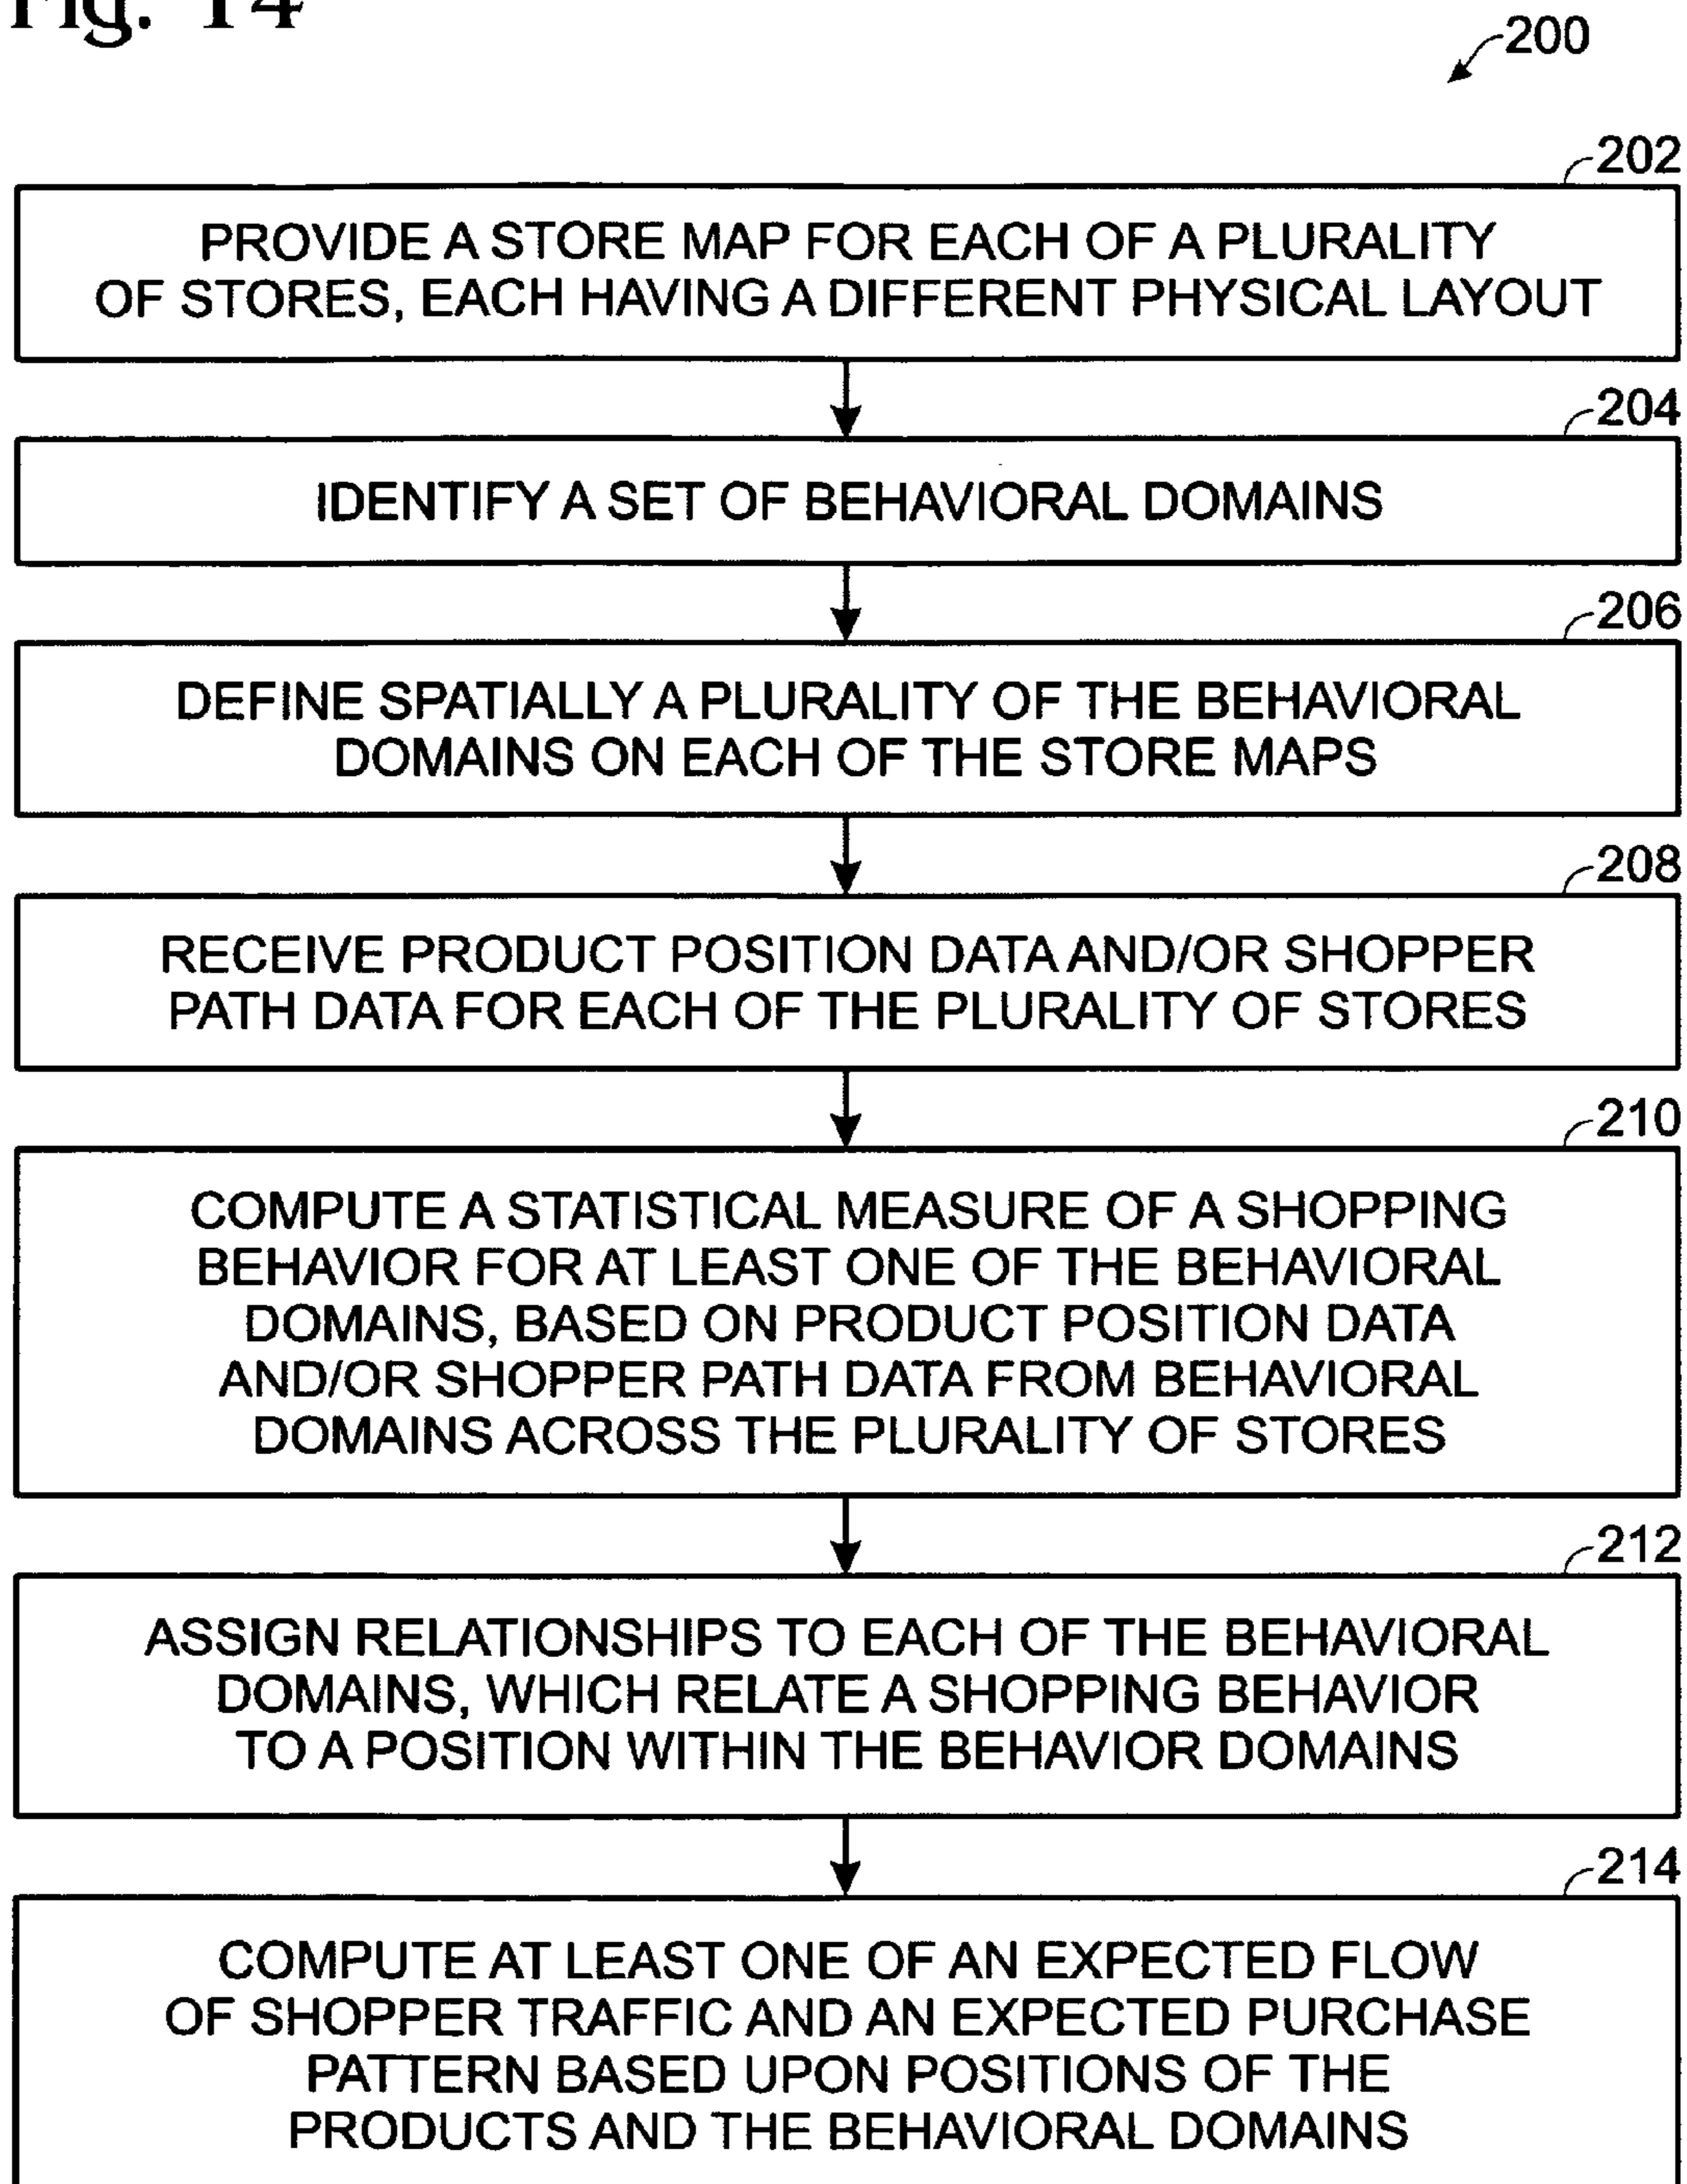 Fig. 14
200
202
PROVIDE A STORE MAP FOR EACH OF A PLURALITY
OF STORES, EACH HAVING A DIFFERENT PHYSICAL LAYOUT
204
IDENTIFY A SET OF BEHAVIORAL DOMAINS
206
DEFINE SPATIALLY A PLURALITY OF THE BEHAVIORAL
DOMAINS ON EACH OF THE STORE MAPS
208
RECEIVE PRODUCT POSITION DATA AND/OR SHOPPER
PATH DATA FOR EACH OF THE PLURALITY OF STORES
210
COMPUTE A STATISTICAL MEASURE OF A SHOPPING
BEHAVIOR FOR AT LEAST ONE OF THE BEHAVIORAL
DOMAINS, BASED ON PRODUCT POSITION DATA
AND/OR SHOPPER PATH DATA FROM BEHAVIORAL
DOMAINS ACROSS THE PLURALITY OF STORES
212
ASSIGN RELATIONSHIPS TO EACH OF THE BEHAVIORAL
DOMAINS, WHICH RELATE A SHOPPING BEHAVIOR
TO A POSITION WITHIN THE BEHAVIOR DOMAINS
214
COMPUTE AT LEAST ONE OF AN EXPECTED FLOW
OF SHOPPER TRAFFIC AND AN EXPECTED PURCHASE
PATTERN BASED UPON POSITIONS OF THE
PRODUCTS AND THE BEHAVIORAL DOMAINS